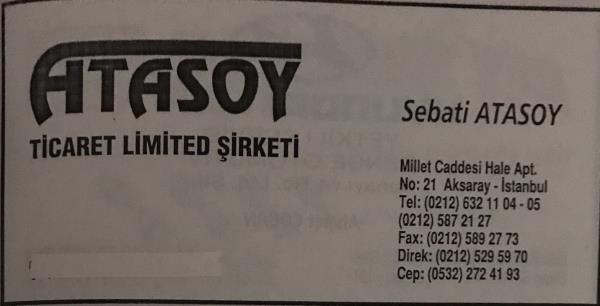 ATASOY
TİCARET LİMİTED ŞİRKETİ
Sebati ATASOY
Millet Caddesi Hale Apt.
No: 21 Aksaray - İstanbul
Tel: (0212) 632 11 04 - 05
(0212) 587 21 27
Fax: (0212) 589 27 73
Direk: (0212) 529 59 70
Cep: (0532) 272 41 93